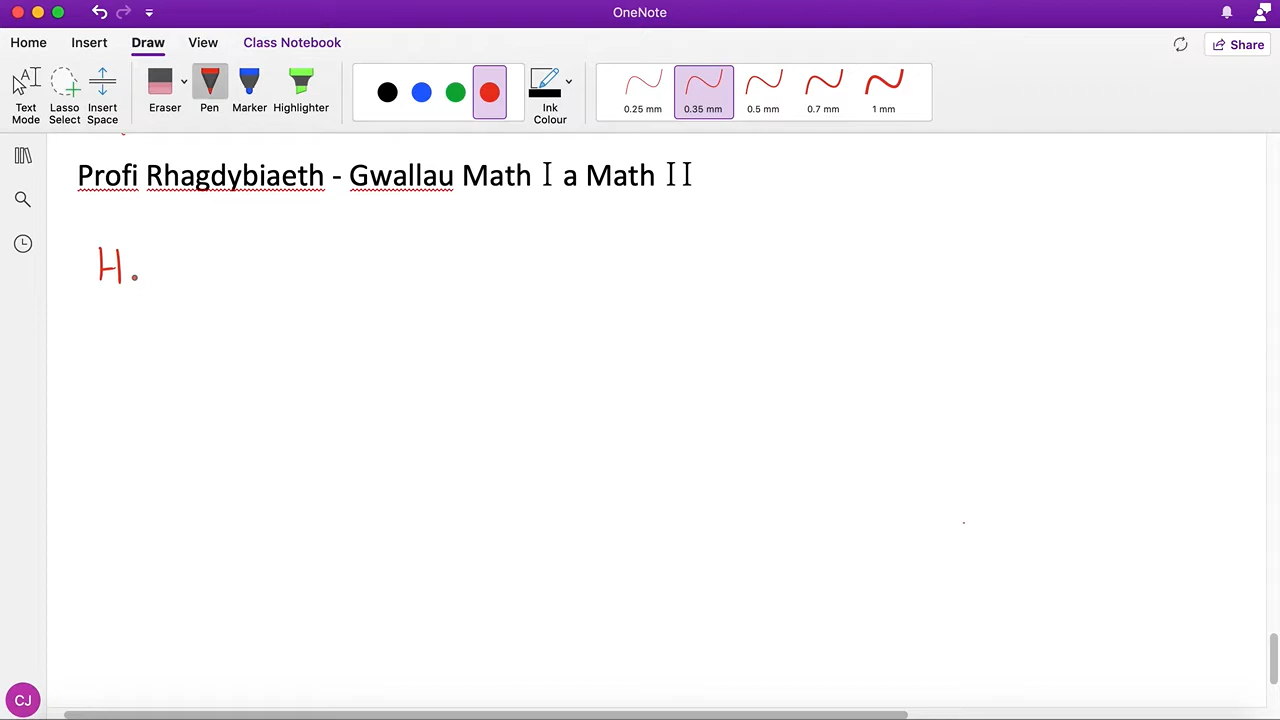 OneNote
Home Insert Draw View Class Notebook Share
Text Mode Lasso Select Insert Space Eraser Pen Marker Highlighter Ink Colour 0.25 mm 0.35 mm 0.5 mm 0.7 mm 1 mm
Profi Rhagdybiaeth - Gwallau Math I a Math II
H
CJ